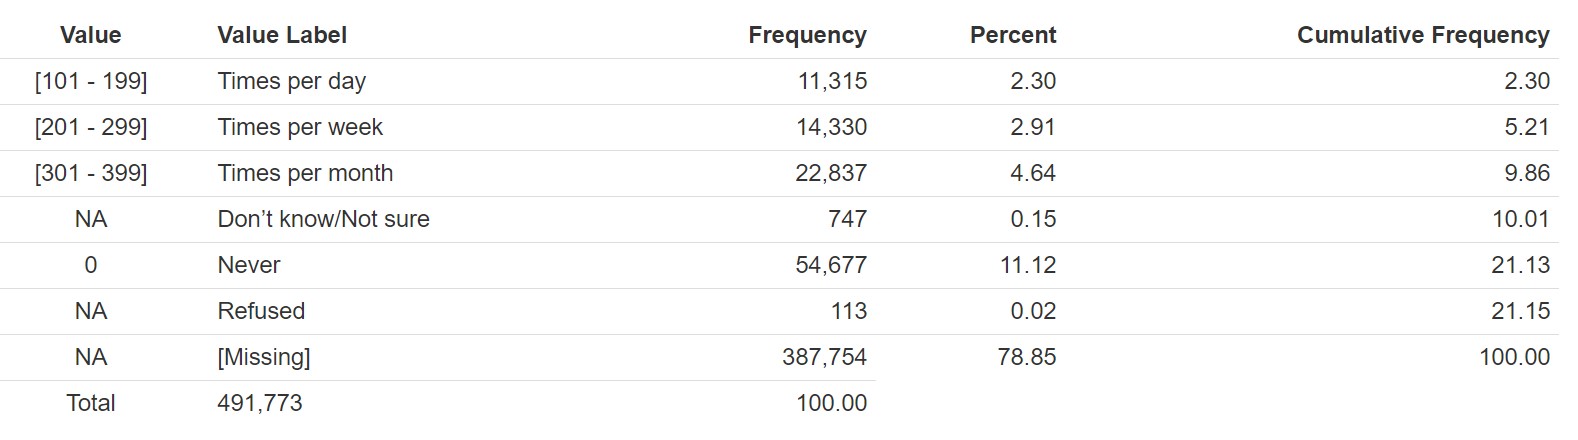 Value Value Label Frequency Percent Cumulative Frequency
[101 - 199] Times per day 11,315 2.30 2.30
[201 - 299] Times per week 14,330 2.91 5.21
[301 - 399] Times per month 22,837 4.64 9.86
NA Don’t know/Not sure 747 0.15 10.01
0 Never 54,677 11.12 21.13
NA Refused 113 0.02 21.15
NA [Missing] 387,754 78.85 100.00
Total 491,773 100.00